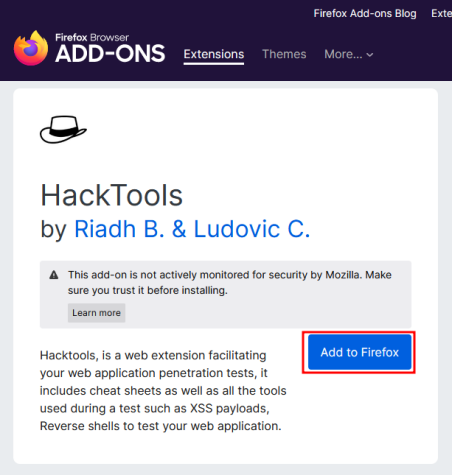 Firefox Add-ons Blog Exte
Firefox Browser
ADD-ONS
Extensions Themes More...
HackTools
by Riadh B. & Ludovic C.
This add-on is not actively monitored for security by Mozilla. Make
sure you trust it before installing.
Learn more
Add to Firefox
Hacktools, is a web extension facilitating
your web application penetration tests, it
includes cheat sheets as well as all the tools
used during a test such as XSS payloads,
Reverse shells to test your web application.